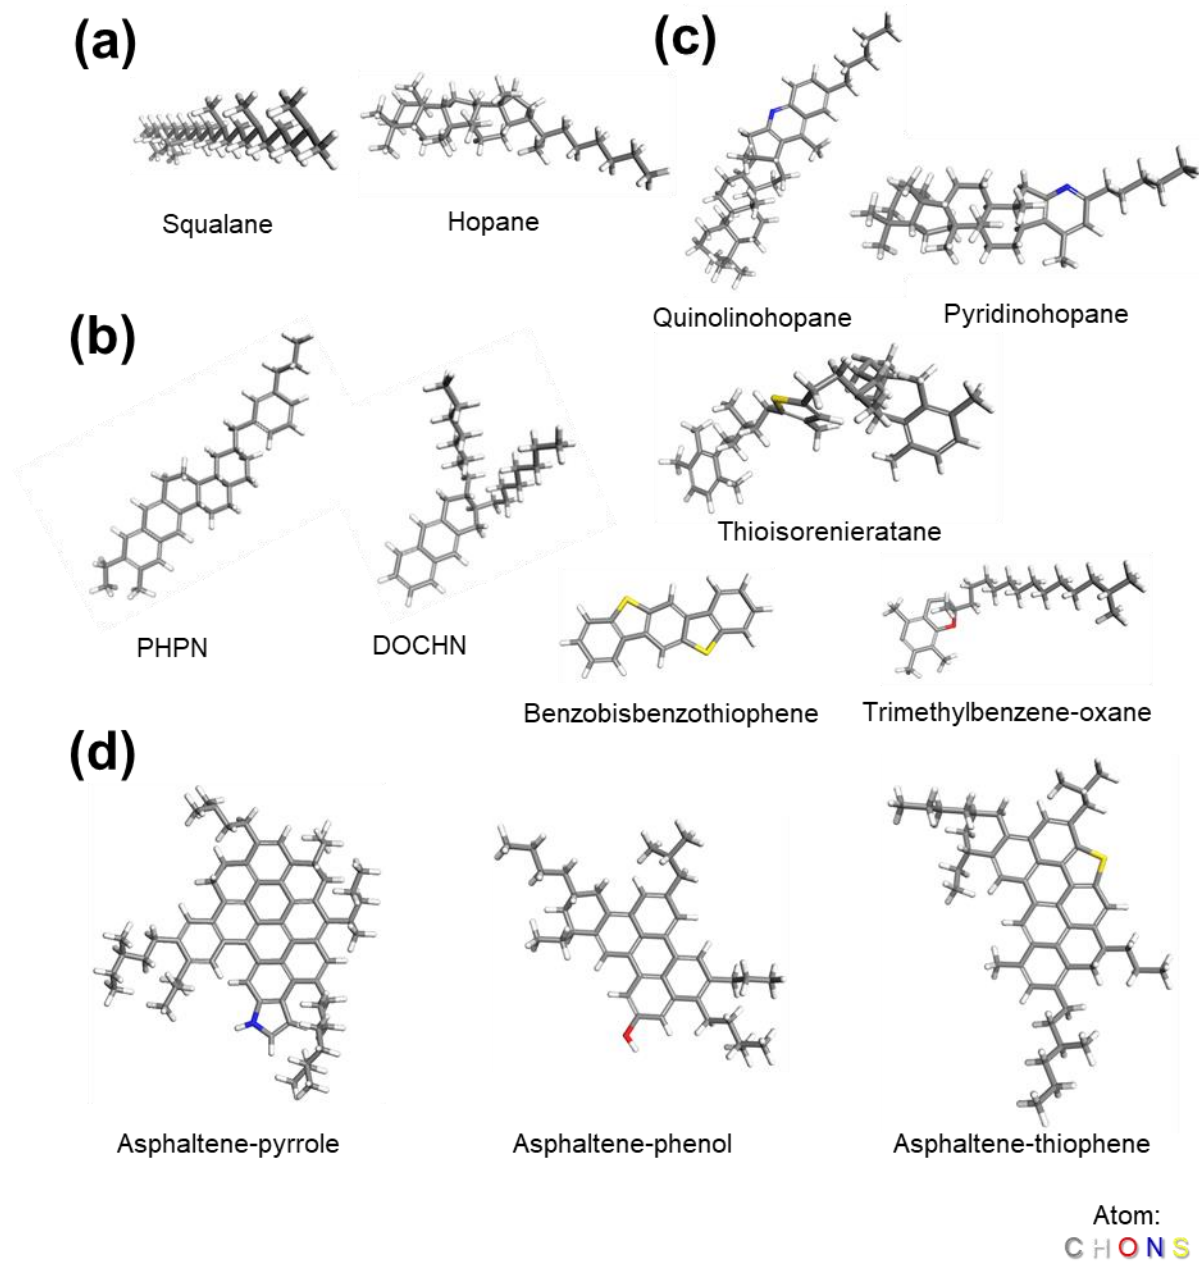 (a)
Squalane
Hopane
(c)
Quinolinohopane
Pyridinohopane
(b)
PHPN
DOCHN
Thioisorenieratane
Benzobisbenzothiophene
Trimethylbenzene-oxane
(d)
Asphaltene-pyrrole
Asphaltene-phenol
Asphaltene-thiophene
Atom:
C H O N S